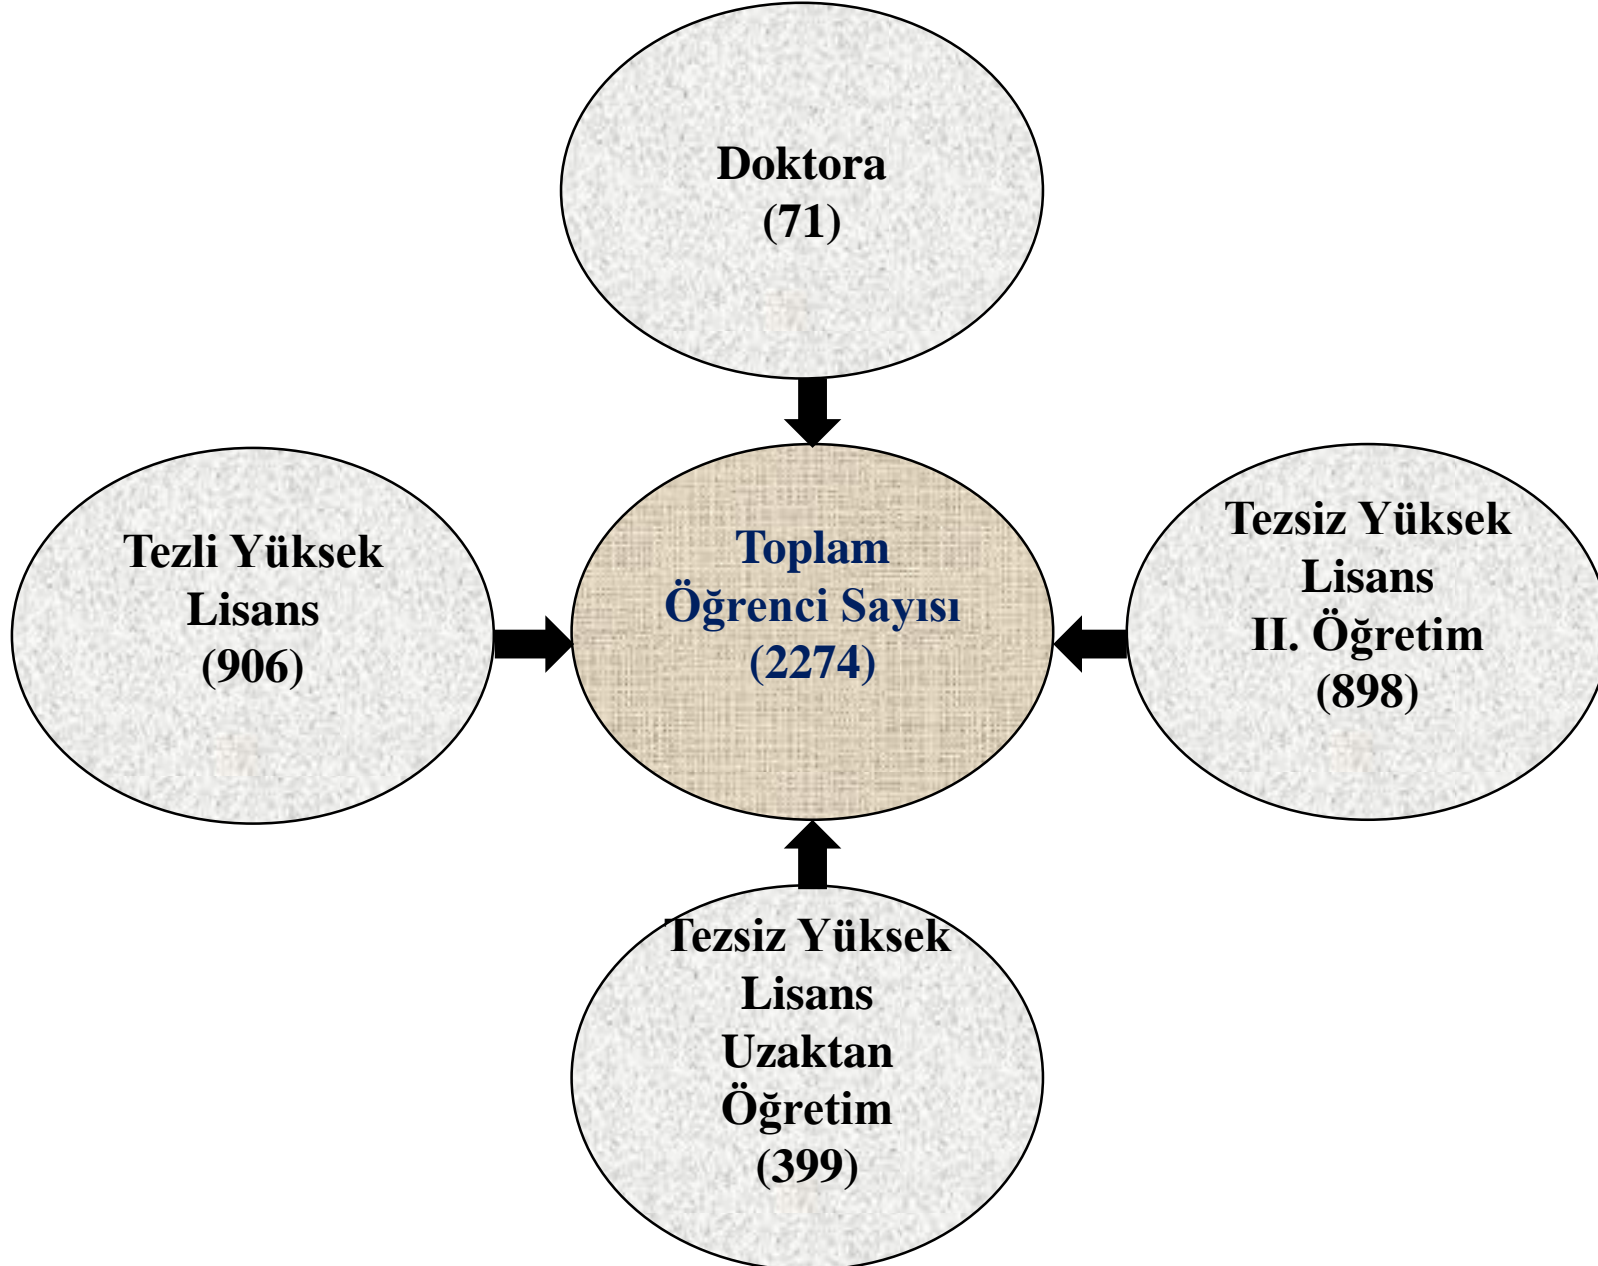 Doktora
(71)
Tezli Yüksek
Lisans
(906)
Toplam
Öğrenci Sayısı
(2274)
Tezsiz Yüksek
Lisans
II. Öğretim
(898)
Tezsiz Yüksek
Lisans
Uzaktan
Öğretim
(399)